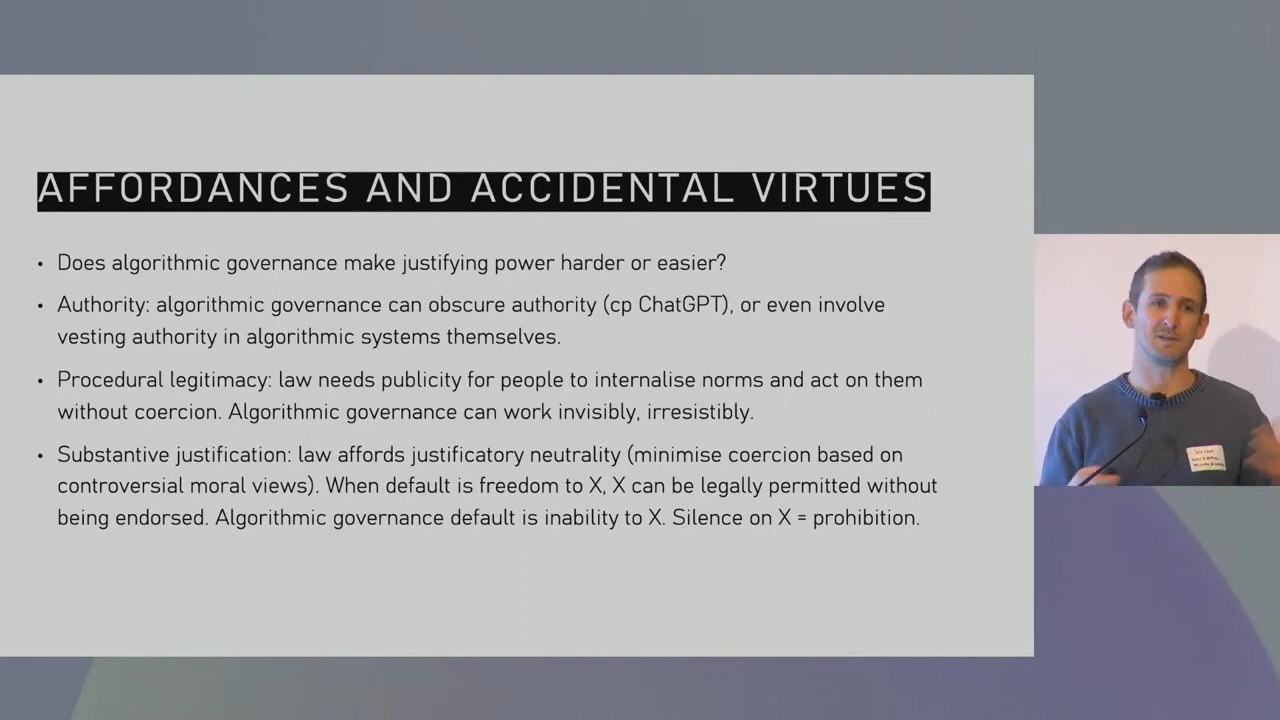 AFFORDANCES AND ACCIDENTAL VIRTUES
• Does algorithmic governance make justifying power harder or easier?
• Authority: algorithmic governance can obscure authority (cp ChatGPT), or even involve
vesting authority in algorithmic systems themselves.
• Procedural legitimacy: law needs publicity for people to internalise norms and act on them
without coercion. Algorithmic governance can work invisibly, irresistibly.
• Substantive justification: law affords justificatory neutrality (minimise coercion based on
controversial moral views). When default is freedom to X, X can be legally permitted without
being endorsed. Algorithmic governance default is inability to X. Silence on X = prohibition.